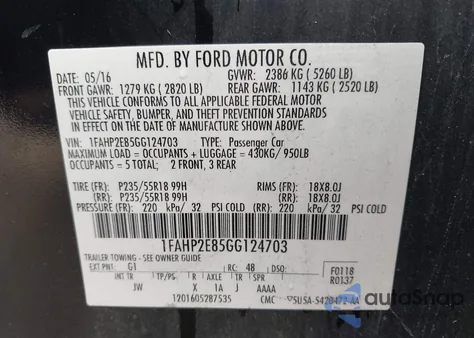 MFD. BY FORD MOTOR CO.
DATE: 05/16 GVWR: 2386 KG ( 5260 LB)
FRONT GAWR: 1279 KG ( 2820 LB) REAR GAWR: 1143 KG ( 2520 LB)
THIS VEHICLE CONFORMS TO ALL APPLICABLE FEDERAL MOTOR
VEHICLE SAFETY, BUMPER, AND THEFT PREVENTION STANDARDS
IN EFFECT ON THE DATE OF MANUFACTURE SHOWN ABOVE.
VIN: 1FAHP2E85GG124703 TYPE: Passenger Car
MAXIMUM LOAD = OCCUPANTS + LUGGAGE = 430KG/ 950LB
OCCUPANTS = 5 TOTAL; 2 FRONT, 3 REAR
TIRE (FR): P235/55R18 99H RIMS (FR): 18X8.0J
TIRE (RR): P235/55R18 99H RIMS (RR): 18X8.0J
PRESSURE (FR): 220 kPa/ 32 PSI COLD (RR): 220 kPa/ 32 PSI COLD
1FAHP2E85GG124703
TRAILER TOWING - SEE OWNER GUIDE
EXT PNT: G1 RC: 48 DSO: F0118
R0137
INT TR TP/PS R AXLE TR SPR
JW X 1A J AAAA
1201605287535 CMC
AutoSnap